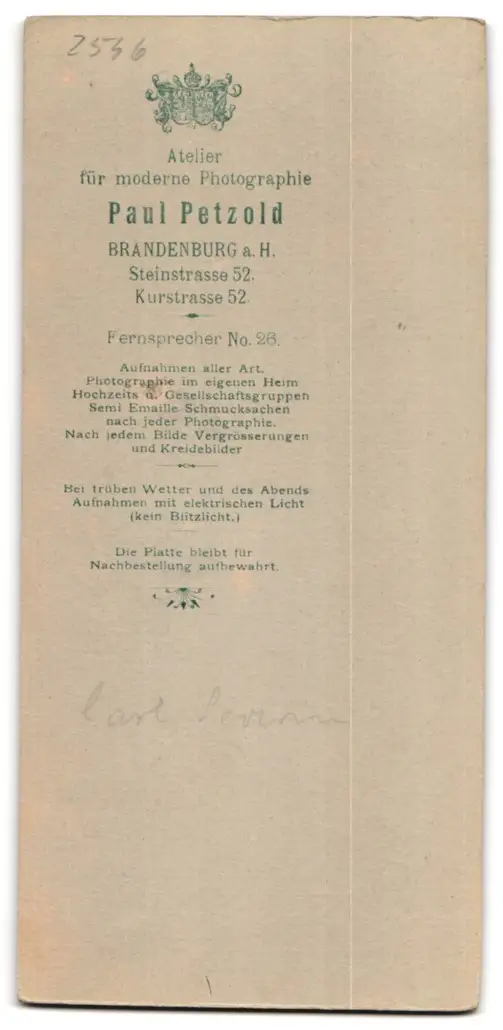 2536
Atelier
für moderne Photographie
Paul Petzold
BRANDENBURG a. H.
Steinstrasse 52.
Kurstrasse 52.
Fernsprecher No. 26.
Aufnahmen aller Art.
Photographie im eigenen Heim
Hochzeits u. Gesellschaftsgruppen
Semi Emaille Schmucksachen
nach jeder Photographie.
Nach jedem Bilde Vergrösserungen
und Kreidebilder
Bei trüben Wetter und des Abends
Aufnahmen mit elektrischen Licht
(kein Blitzlicht.)
Die Platte bleibt für
Nachbestellung aufbewahrt.
Carl Severin